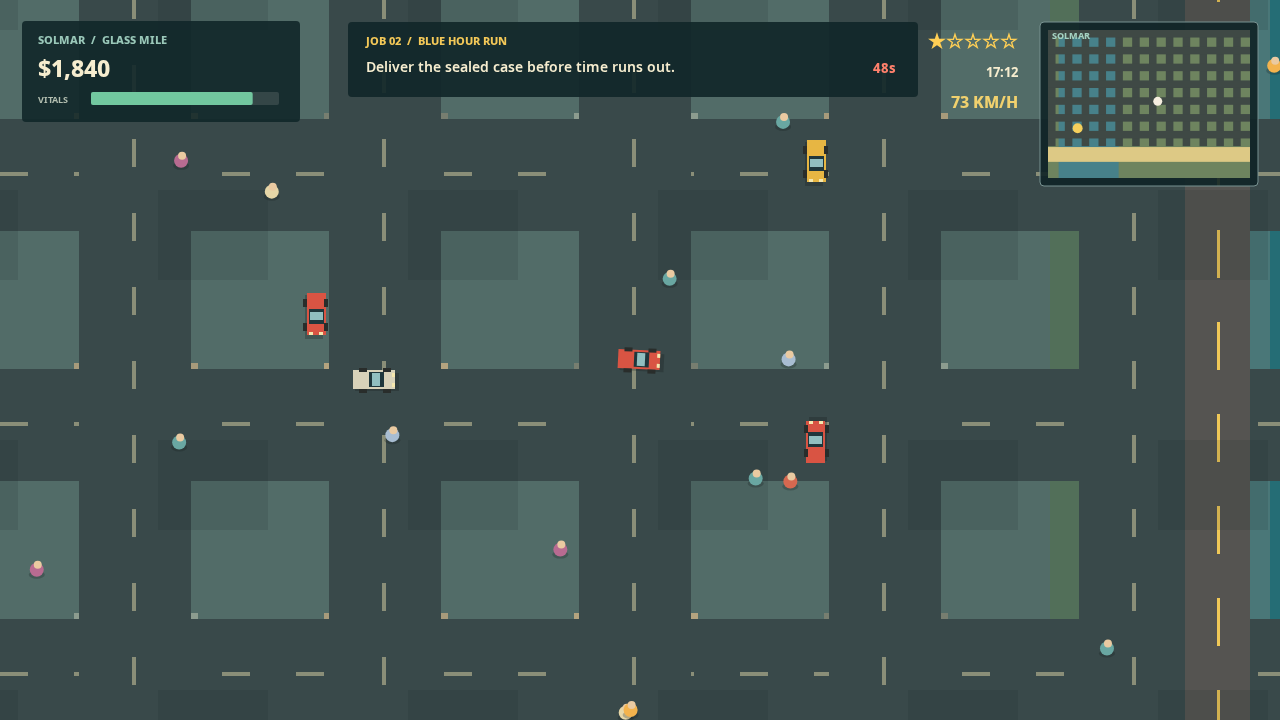 SOLMAR / GLASS MILE
$1,840
VITALS
JOB 02 / BLUE HOUR RUN
Deliver the sealed case before time runs out.
48s
★☆☆☆☆
17:12
73 KM/H
SOLMAR